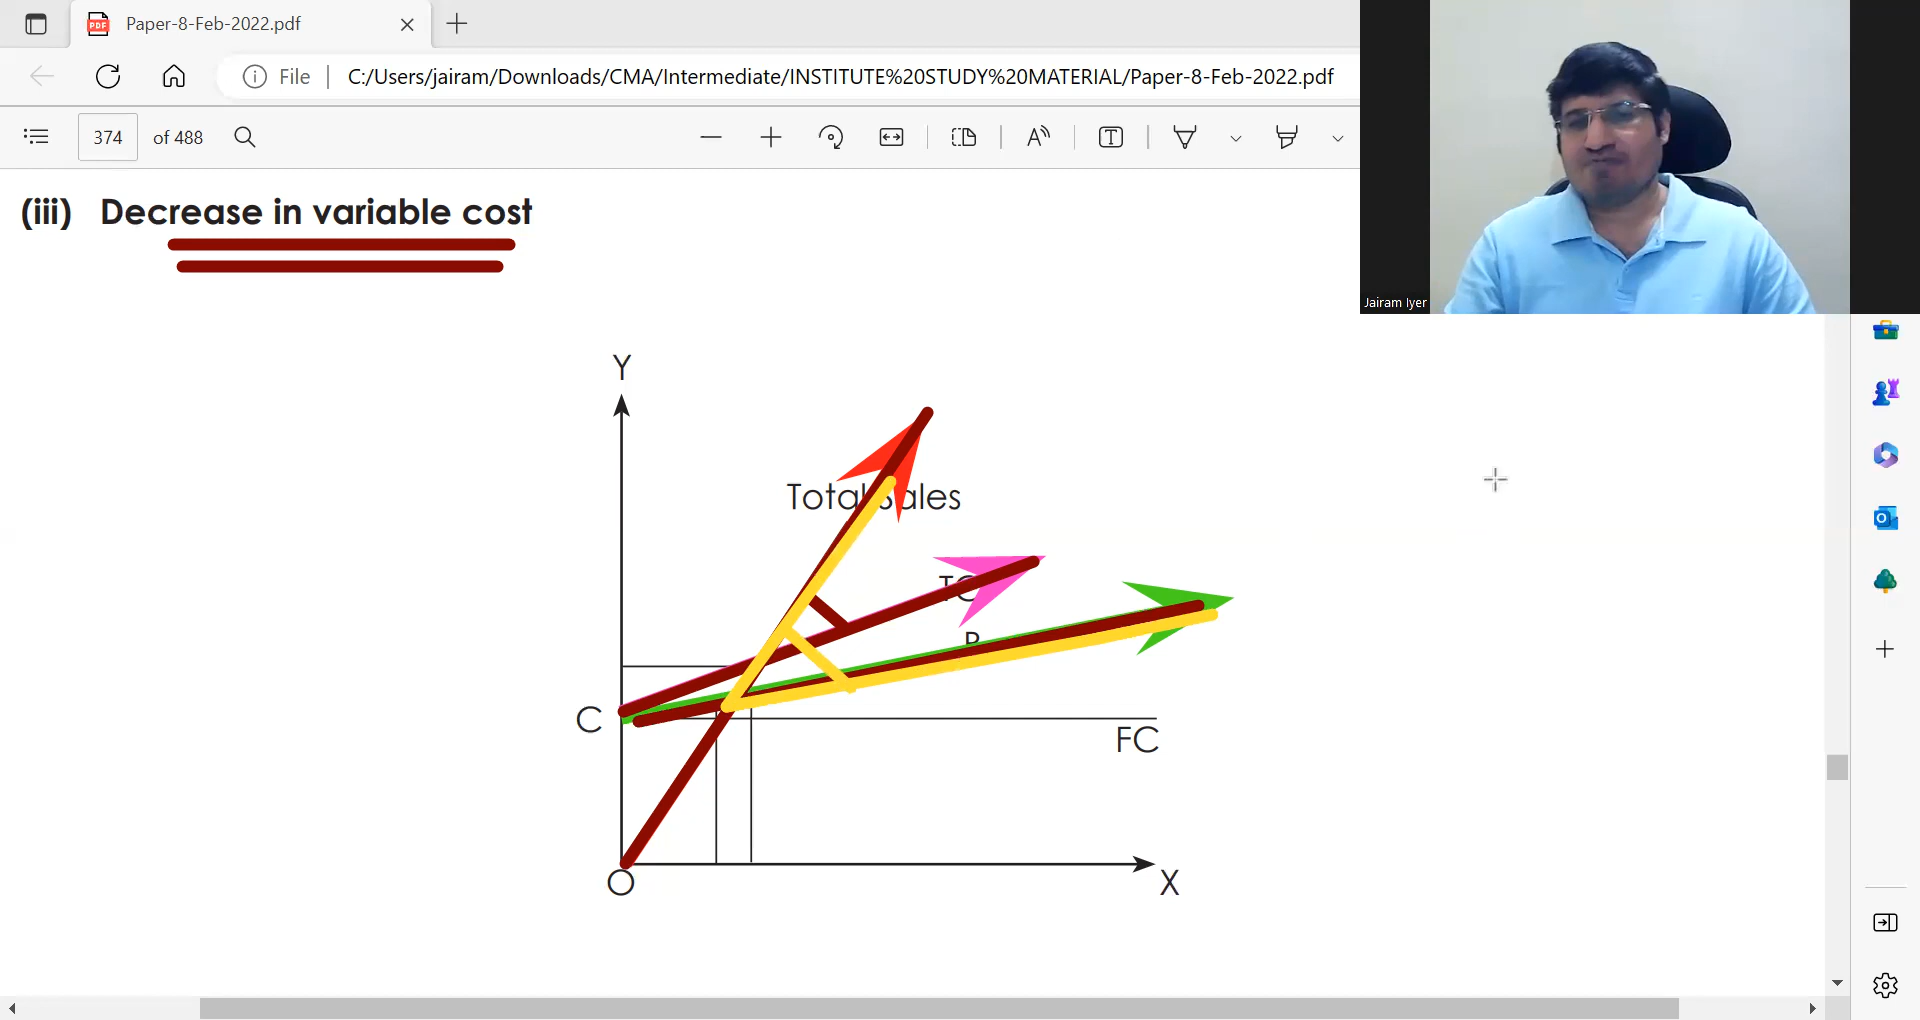 Paper-8-Feb-2022.pdf
File
C:/Users/jairam/Downloads/CMA/Intermediate/INSTITUTE%20STUDY%20MATERIAL/Paper-8-Feb-2022.pdf
374 of 488
Jairam Iyer
(iii) Decrease in variable cost
Y
Total sales
C
FC
O
X